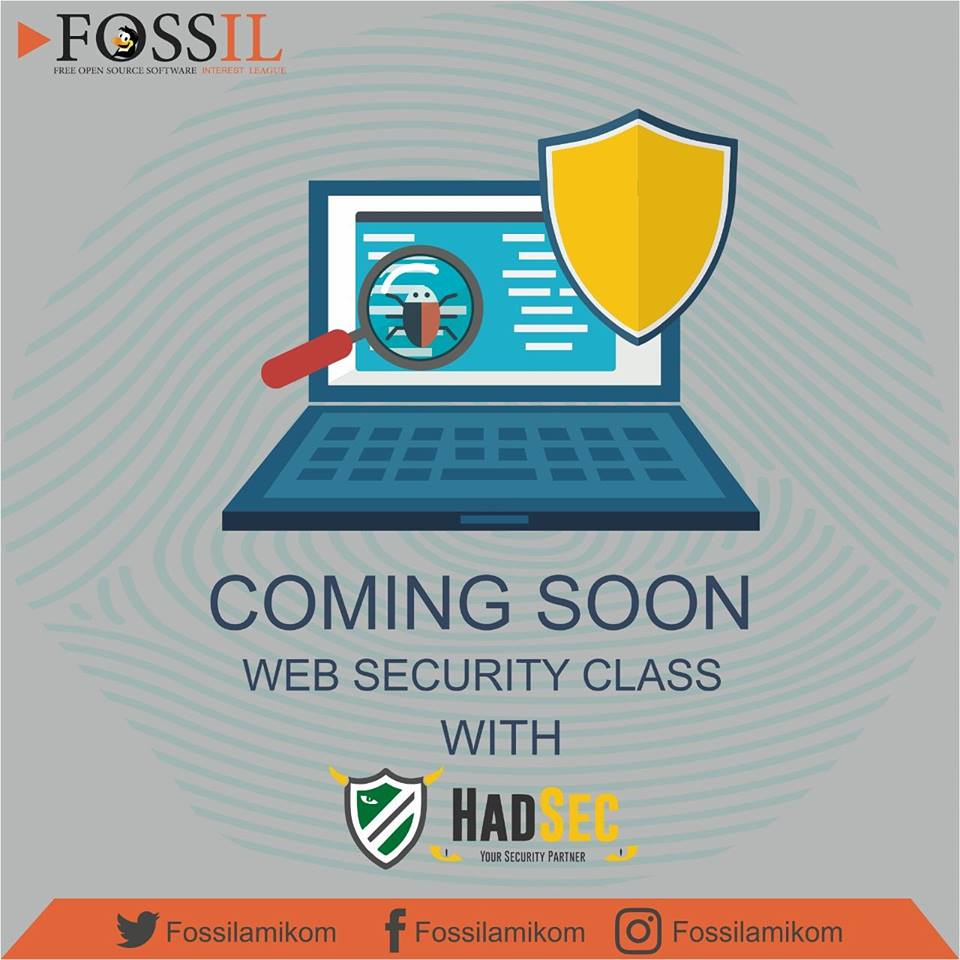 FOSSIL
FREE OPEN SOURCE SOFTWARE INTEREST LEAGUE
COMING SOON
WEB SECURITY CLASS
WITH
HADSEC
YOUR SECURITY PARTNER
Fossilamikom Fossilamikom Fossilamikom